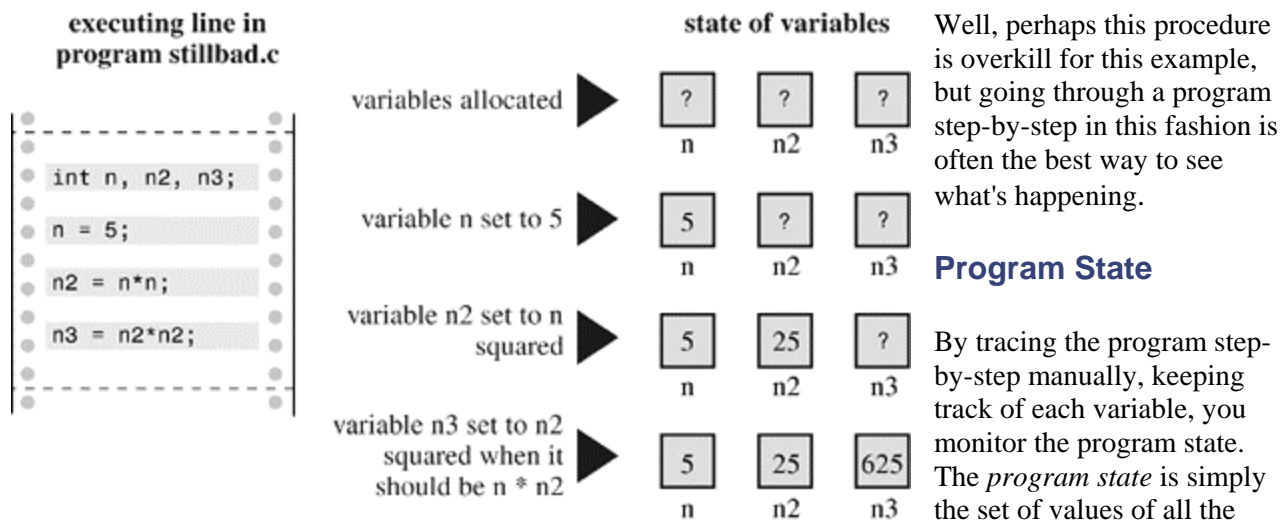 executing line in
program stillbad.c
int n, n2, n3;
n = 5;
n2 = n*n;
n3 = n2*n2;
state of variables
variables allocated
? ? ?
n n2 n3
variable n set to 5
5 ? ?
n n2 n3
variable n2 set to n
squared
5 25 ?
n n2 n3
variable n3 set to n2
squared when it
should be n * n2
5 25 625
n n2 n3
Well, perhaps this procedure
is overkill for this example,
but going through a program
step-by-step in this fashion is
often the best way to see
what's happening.
Program State
By tracing the program step-
by-step manually, keeping
track of each variable, you
monitor the program state.
The program state is simply
the set of values of all the